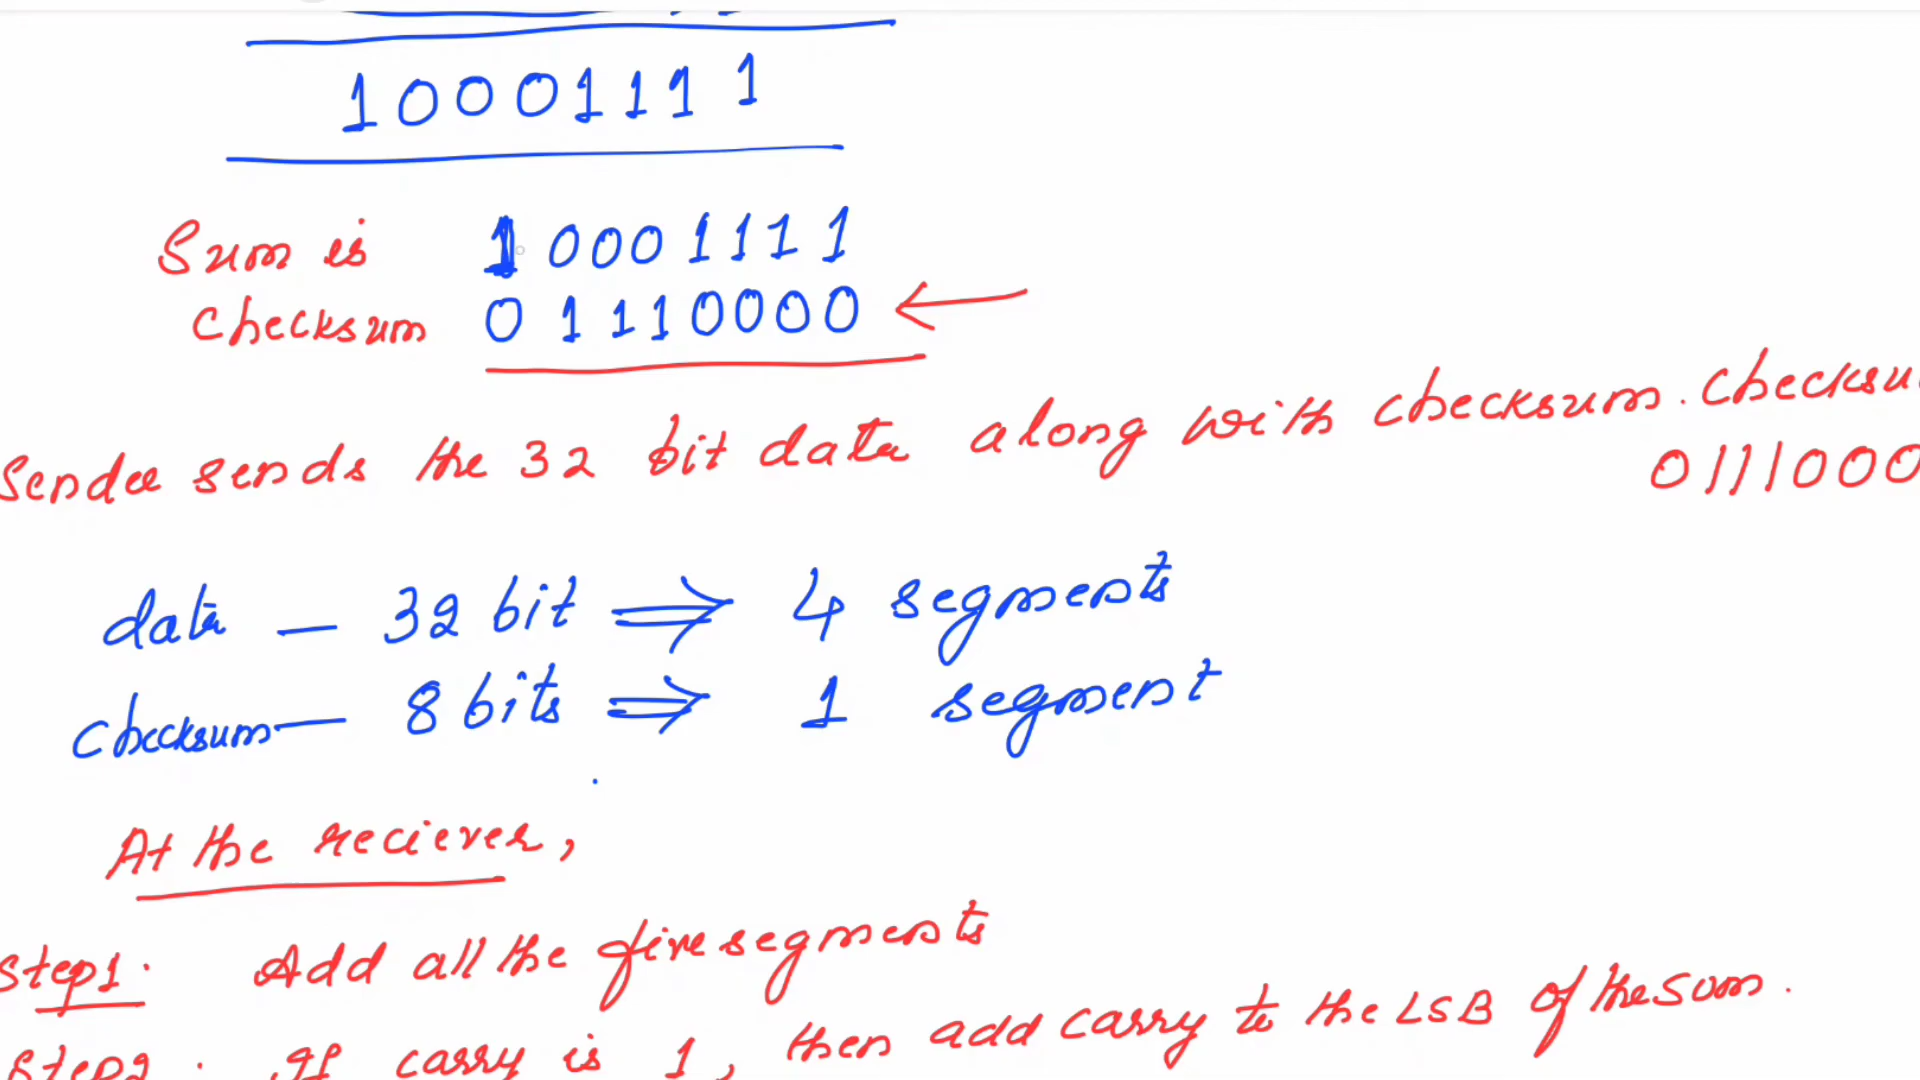 10001111
Sum is 10001111
Checksum 01110000
Sender sends the 32 bit data along with checksum. Checksu
0111000
data - 32 bit ⇒ 4 segments
Checksum - 8 bits ⇒ 1 segment
At the reciever,
Step1: Add all the five segments
Step2: If carry is 1, then add carry to the LSB of the sum.